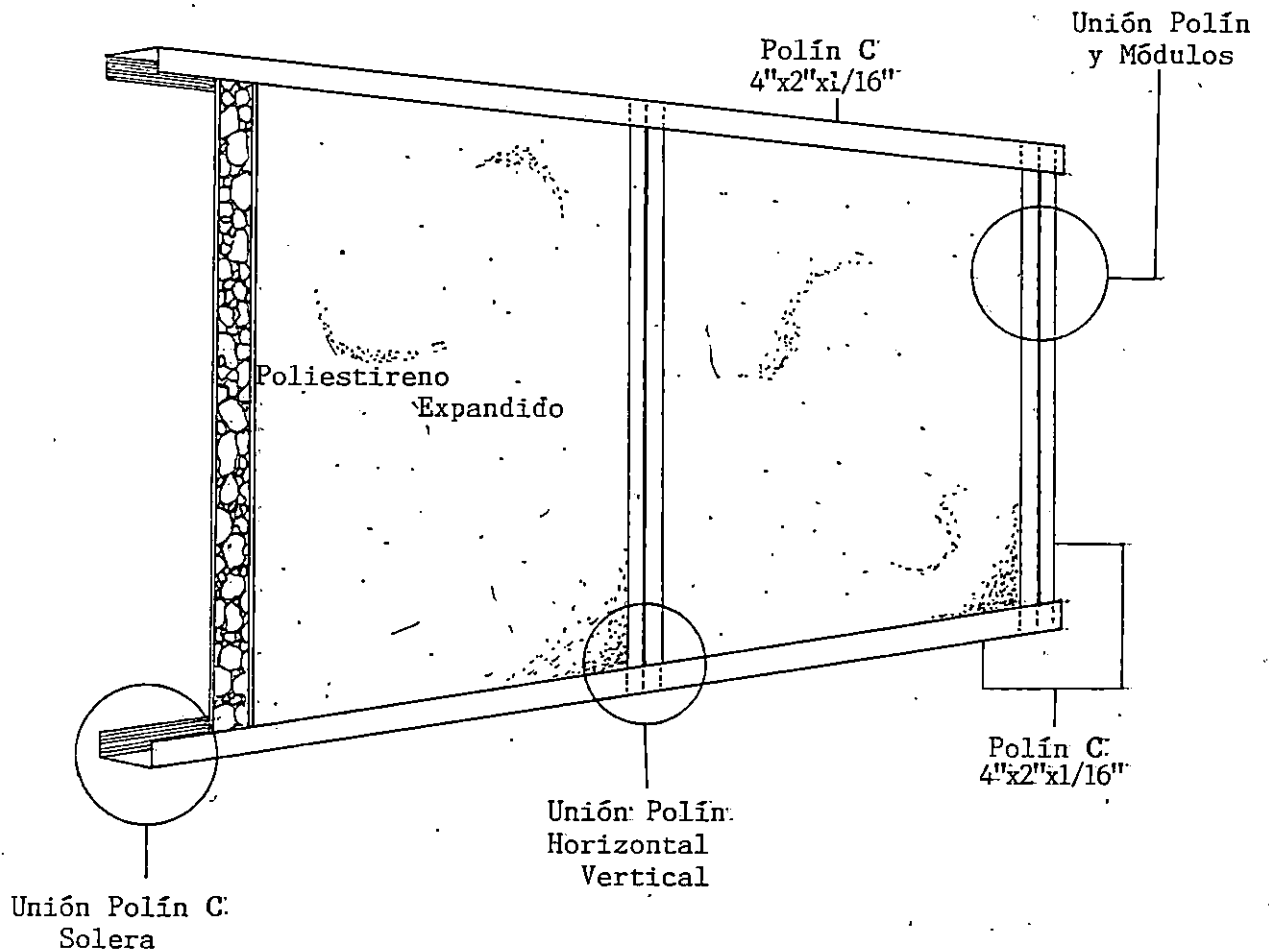 Unión Polín
y Módulos
Polín C
4"x2"x1/16"
Poliestireno
Expandido
Polín C
4"x2"x1/16"
Unión Polín
Horizontal
Vertical
Unión Polín C
Solera